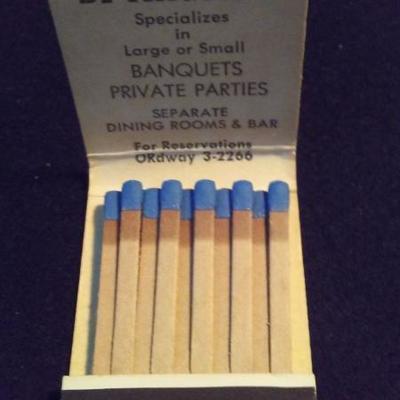 Specializes
in
Large or Small
BANQUETS
PRIVATE PARTIES
SEPARATE
DINING ROOMS & BAR
For Reservations
ORdway 3-2266